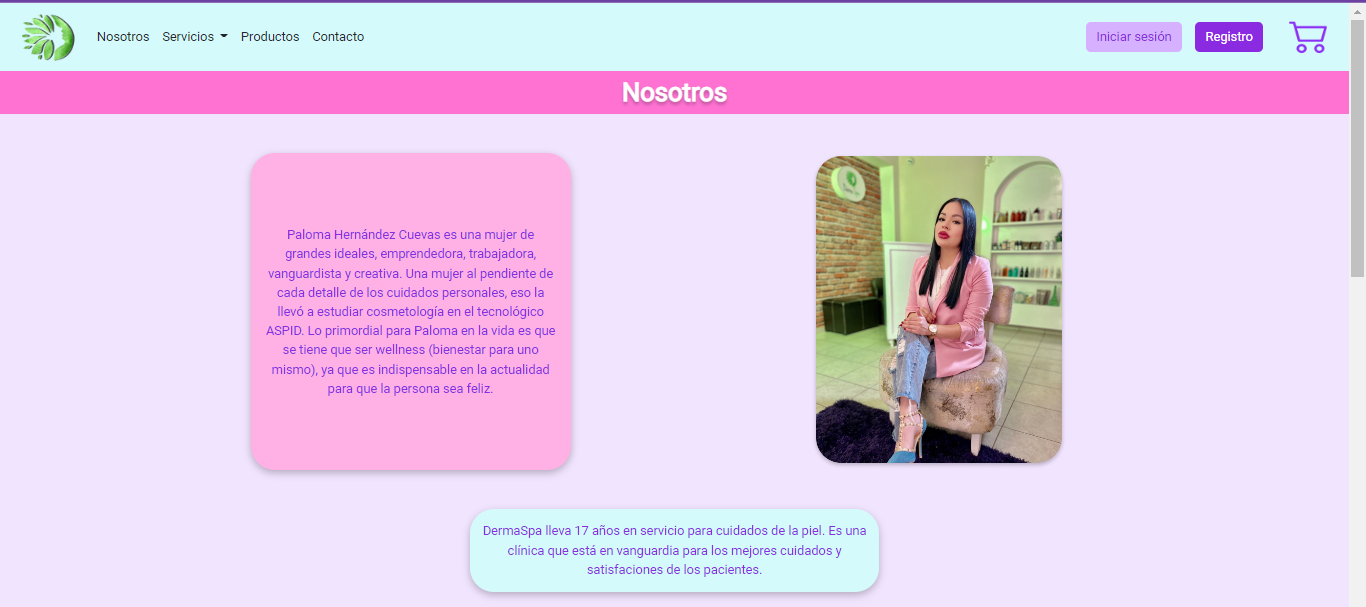 Nosotros Servicios Productos Contacto Iniciar sesión Registro
Nosotros
Paloma Hernández Cuevas es una mujer de
grandes ideales, emprendedora, trabajadora,
vanguardista y creativa. Una mujer al pendiente de
cada detalle de los cuidados personales, eso la
llevó a estudiar cosmetología en el tecnológico
ASPID. Lo primordial para Paloma en la vida es que
se tiene que ser wellness (bienestar para uno
mismo), ya que es indispensable en la actualidad
para que la persona sea feliz.
DermaSpa lleva 17 años en servicio para cuidados de la piel. Es una
clínica que está en vanguardia para los mejores cuidados y
satisfacciones de los pacientes.